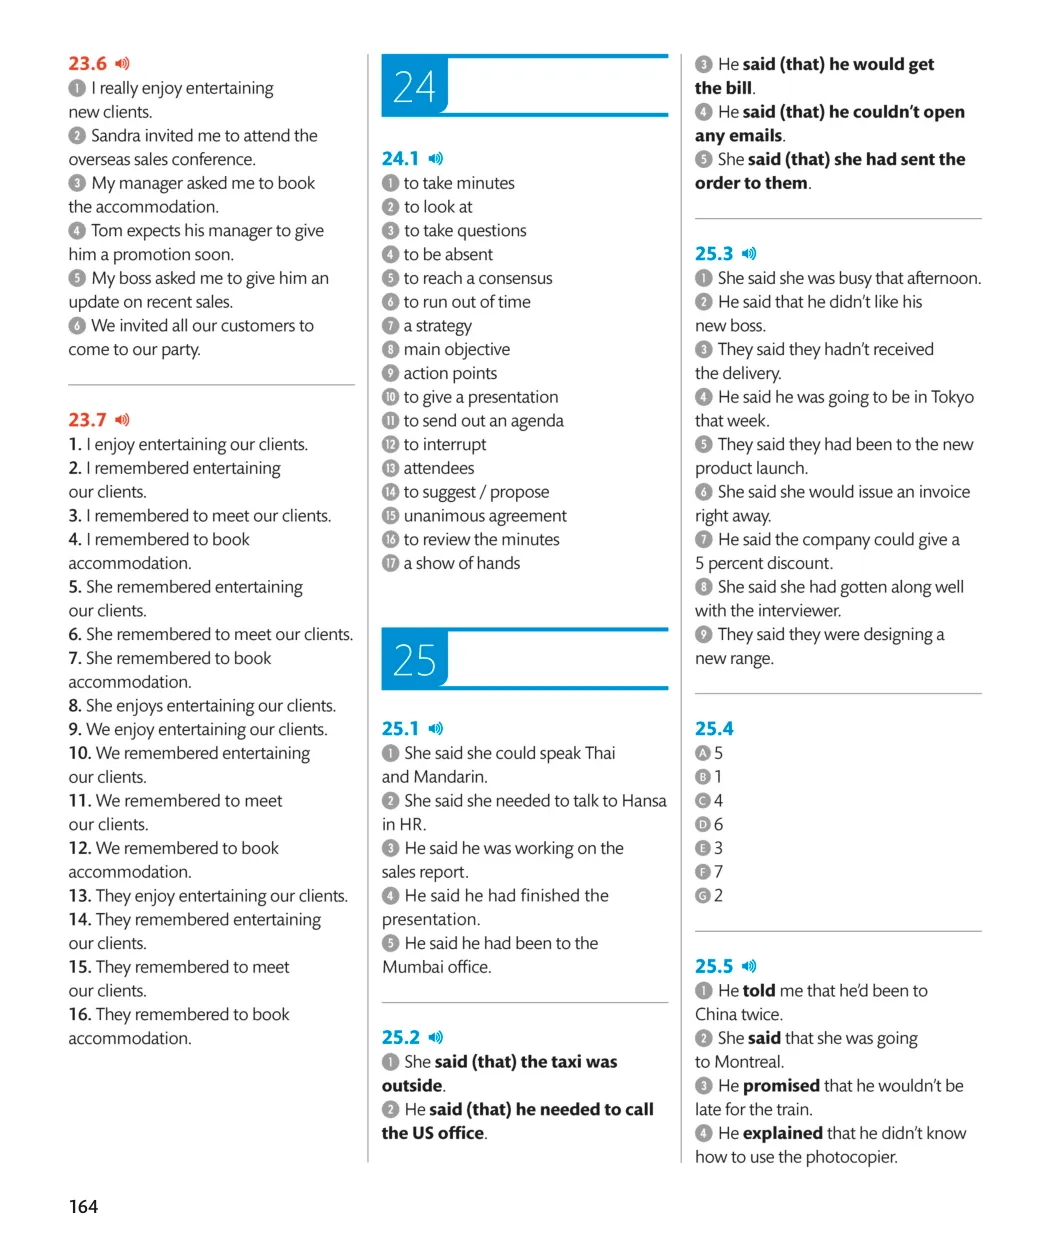 23.6
1 I really enjoy entertaining
new clients.
2 Sandra invited me to attend the
overseas sales conference.
3 My manager asked me to book
the accommodation.
4 Tom expects his manager to give
him a promotion soon.
5 My boss asked me to give him an
update on recent sales.
6 We invited all our customers to
come to our party.
23.7
1. I enjoy entertaining our clients.
2. I remembered entertaining
our clients.
3. I remembered to meet our clients.
4. I remembered to book
accommodation.
5. She remembered entertaining
our clients.
6. She remembered to meet our clients.
7. She remembered to book
accommodation.
8. She enjoys entertaining our clients.
9. We enjoy entertaining our clients.
10. We remembered entertaining
our clients.
11. We remembered to meet
our clients.
12. We remembered to book
accommodation.
13. They enjoy entertaining our clients.
14. They remembered entertaining
our clients.
15. They remembered to meet
our clients.
16. They remembered to book
accommodation.
24
24.1
1 to take minutes
2 to look at
3 to take questions
4 to be absent
5 to reach a consensus
6 to run out of time
7 a strategy
8 main objective
9 action points
10 to give a presentation
11 to send out an agenda
12 to interrupt
13 attendees
14 to suggest / propose
15 unanimous agreement
16 to review the minutes
17 a show of hands
25
25.1
1 She said she could speak Thai
and Mandarin.
2 She said she needed to talk to Hansa
in HR.
3 He said he was working on the
sales report.
4 He said he had finished the
presentation.
5 He said he had been to the
Mumbai office.
25.2
1 She said (that) the taxi was
outside.
2 He said (that) he needed to call
the US office.
3 He said (that) he would get
the bill.
4 He said (that) he couldn't open
any emails.
5 She said (that) she had sent the
order to them.
25.3
1 She said she was busy that afternoon.
2 He said that he didn't like his
new boss.
3 They said they hadn't received
the delivery.
4 He said he was going to be in Tokyo
that week.
5 They said they had been to the new
product launch.
6 She said she would issue an invoice
right away.
7 He said the company could give a
5 percent discount.
8 She said she had gotten along well
with the interviewer.
9 They said they were designing a
new range.
25.4
A 5
B 1
C 4
D 6
E 3
F 7
G 2
25.5
1 He told me that he'd been to
China twice.
2 She said that she was going
to Montreal.
3 He promised that he wouldn't be
late for the train.
4 He explained that he didn't know
how to use the photocopier.
164